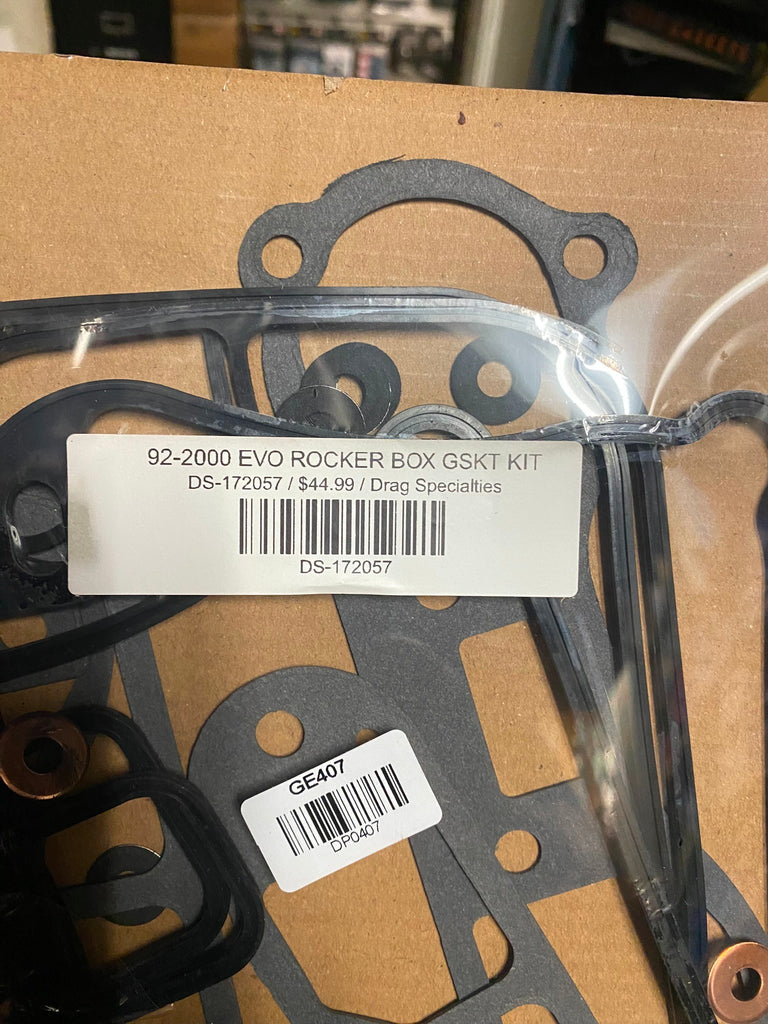 92-2000 EVO ROCKER BOX GSKT KIT
DS-172057 / $44.99 / Drag Specialties
DS-172057
GE407
DP0407